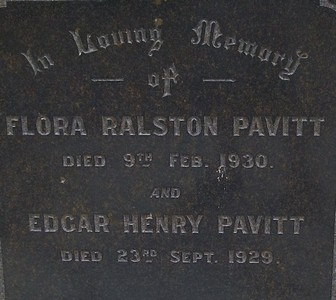 In Loving Memory
of
FLORA RALSTON PAVITT
DIED 9TH FEB. 1930.
AND
EDGAR HENRY PAVITT
DIED 23RD SEPT. 1929.